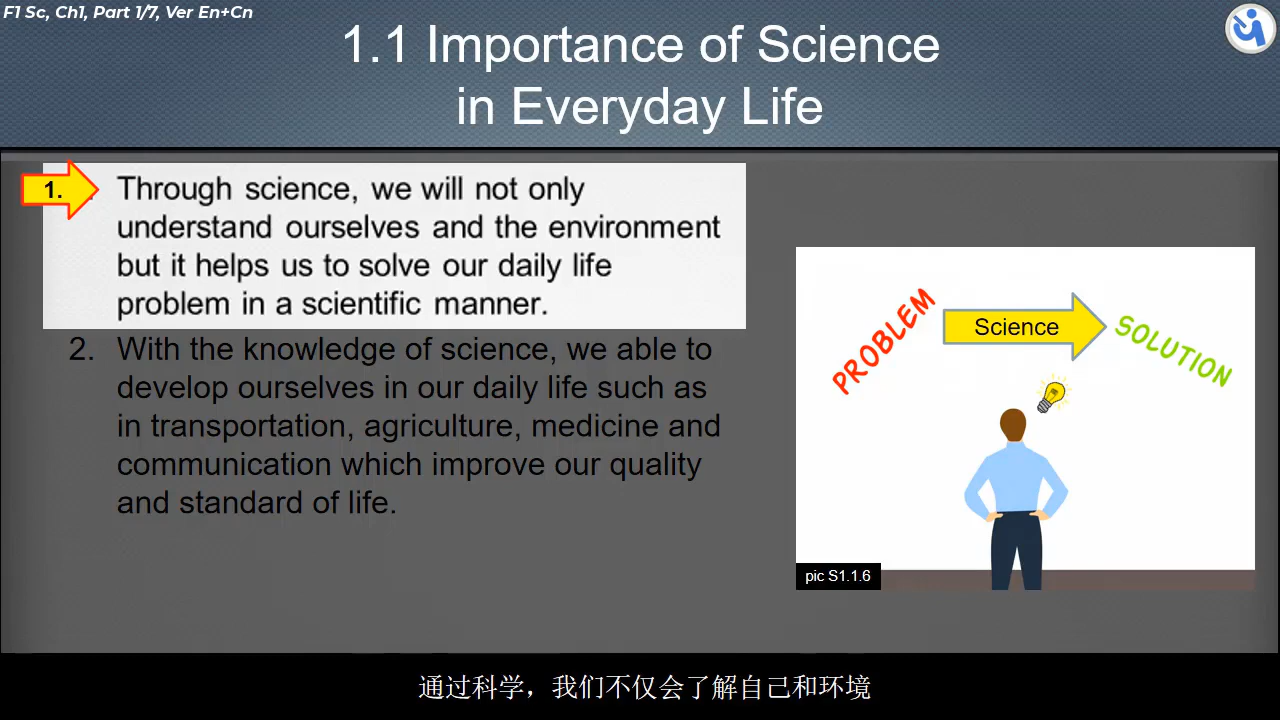 F1 Sc, Ch1, Part 1/7, Ver En+Cn
1.1 Importance of Science
in Everyday Life
1.
Through science, we will not only
understand ourselves and the environment
but it helps us to solve our daily life
problem in a scientific manner.
2. With the knowledge of science, we able to
develop ourselves in our daily life such as
in transportation, agriculture, medicine and
communication which improve our quality
and standard of life.
PROBLEM
Science
SOLUTION
pic S1.1.6
通过科学，我们不仅会了解自己和环境